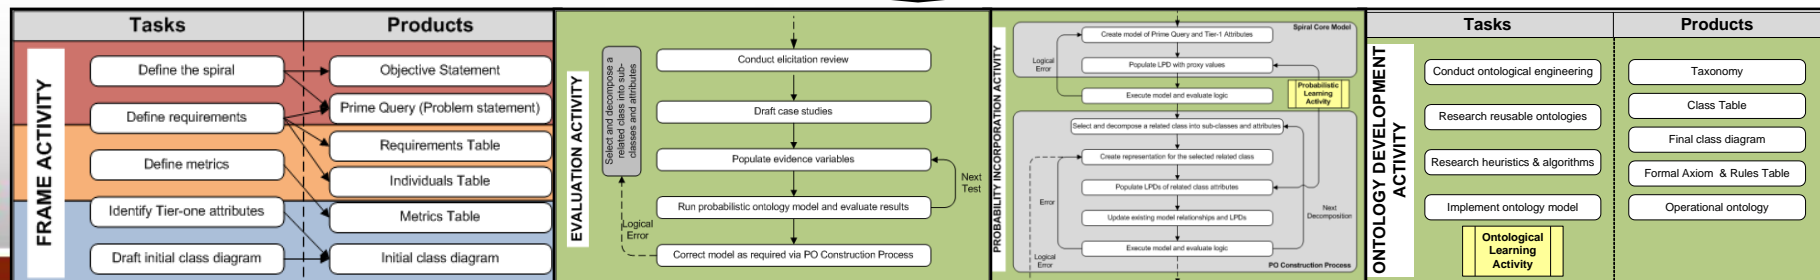 Tasks
Products
FRAME ACTIVITY
Define the spiral
Define requirements
Define metrics
Identify Tier-one attributes
Draft initial class diagram
Objective Statement
Prime Query (Problem statement)
Requirements Table
Individuals Table
Metrics Table
Initial class diagram
EVALUATION ACTIVITY
Select and decompose a
related class into sub-
classes and attributes
Conduct elicitation review
Draft case studies
Populate evidence variables
Run probabilistic ontology model and evaluate results
Next
Test
Logical
Error
Correct model as required via PO Construction Process
PROBABILITY INCORPORATION ACTIVITY
Spiral Core Model
Create model of Prime Query and Tier-1 Attributes
Logical
Error
Populate LPD with proxy values
Execute model and evaluate logic
Probabilistic
Learning
Activity
Select and decompose a related class into sub-classes and attributes
Create representation for the selected related class
Populate LPDs of related class attributes
Error
Update existing model relationships and LPDs
Next
Decomposition
Execute model and evaluate logic
Logical
Error
PO Construction Process
Tasks
Products
ONTOLOGY DEVELOPMENT
ACTIVITY
Conduct ontological engineering
Research reusable ontologies
Research heuristics & algorithms
Implement ontology model
Ontological
Learning
Activity
Taxonomy
Class Table
Final class diagram
Formal Axiom & Rules Table
Operational ontology